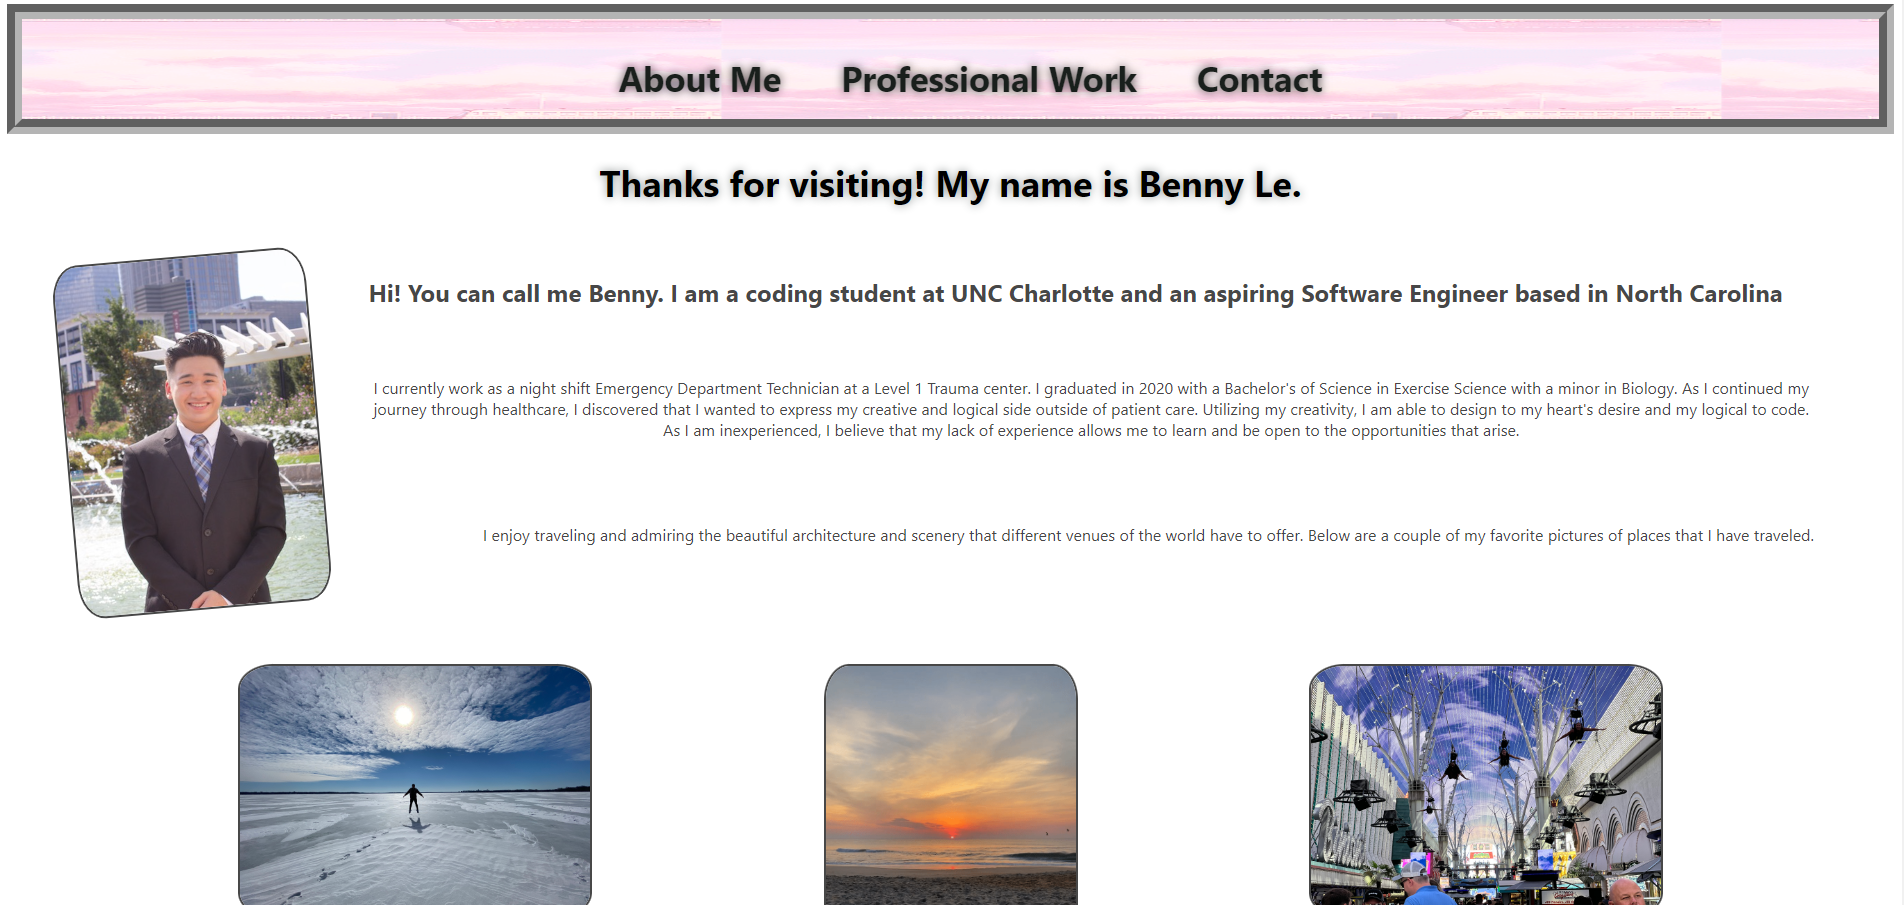 About Me Professional Work Contact
Thanks for visiting! My name is Benny Le.
Hi! You can call me Benny. I am a coding student at UNC Charlotte and an aspiring Software Engineer based in North Carolina
I currently work as a night shift Emergency Department Technician at a Level 1 Trauma center. I graduated in 2020 with a Bachelor's of Science in Exercise Science with a minor in Biology. As I continued my
journey through healthcare, I discovered that I wanted to express my creative and logical side outside of patient care. Utilizing my creativity, I am able to design to my heart's desire and my logical to code.
As I am inexperienced, I believe that my lack of experience allows me to learn and be open to the opportunities that arise.
I enjoy traveling and admiring the beautiful architecture and scenery that different venues of the world have to offer. Below are a couple of my favorite pictures of places that I have traveled.